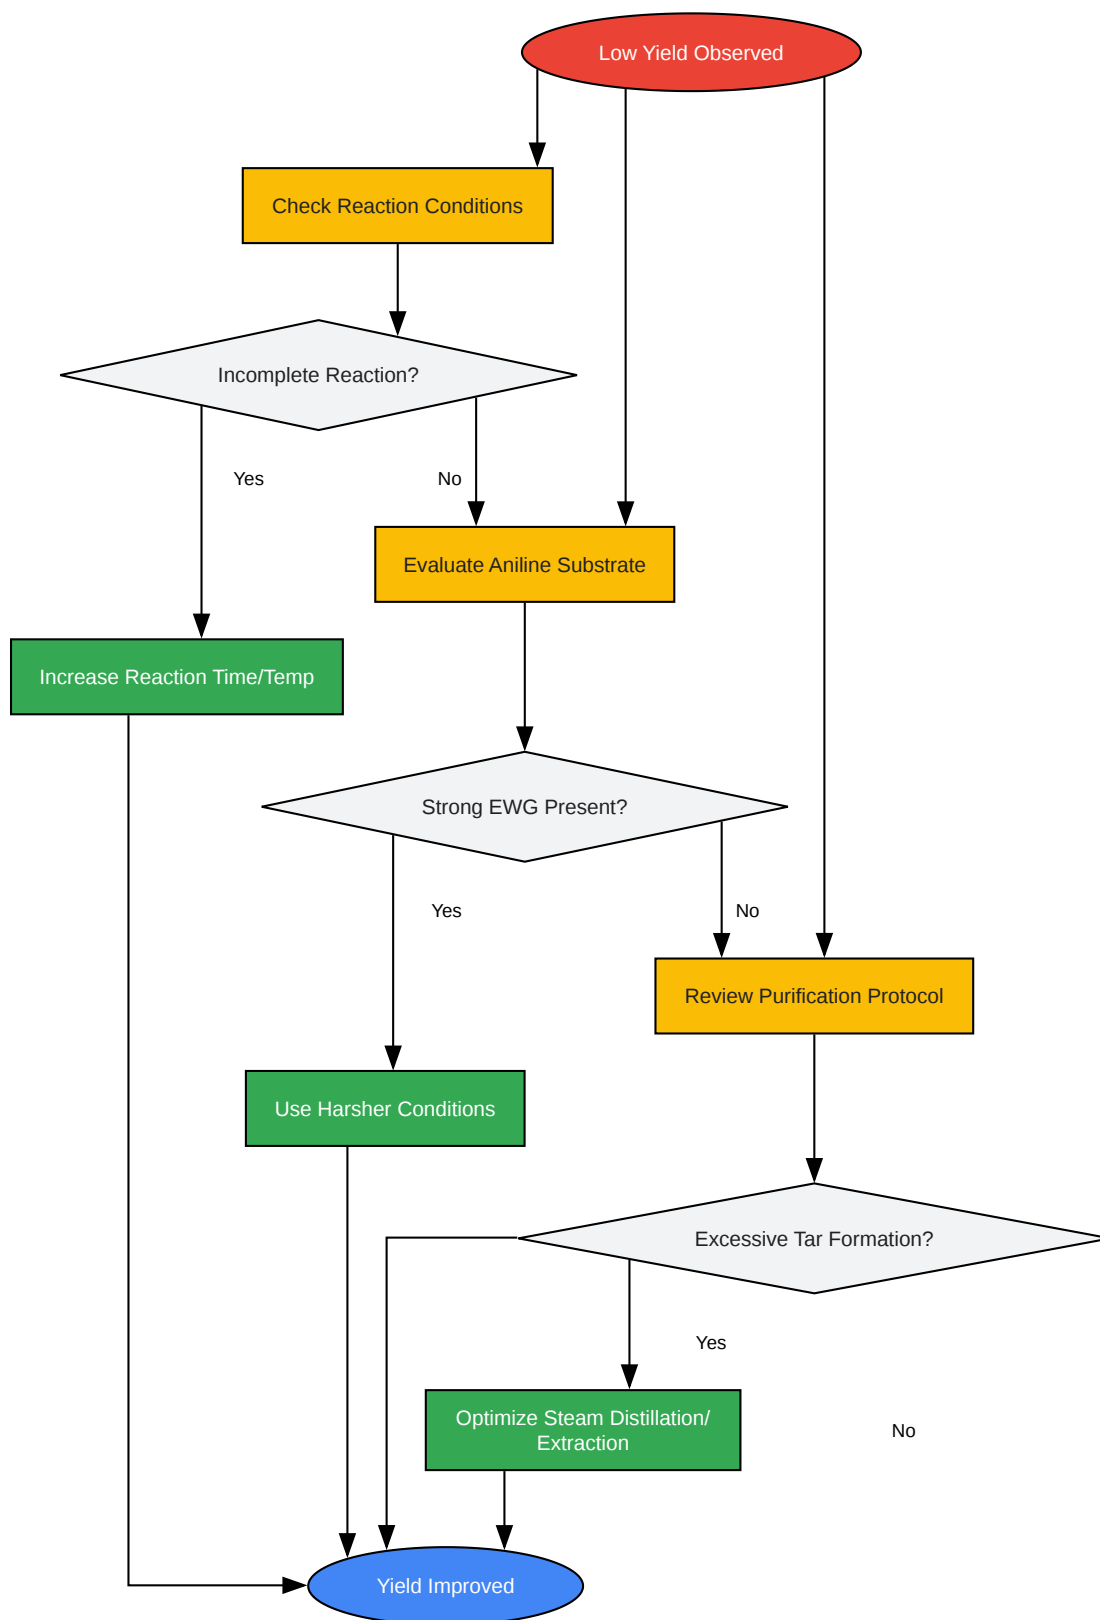 Low Yield Observed
Check Reaction Conditions
Incomplete Reaction?
Yes
No
Evaluate Aniline Substrate
Increase Reaction Time/Temp
Strong EWG Present?
Yes
No
Review Purification Protocol
Use Harsher Conditions
Excessive Tar Formation?
Yes
Optimize Steam Distillation/
Extraction
No
Yield Improved